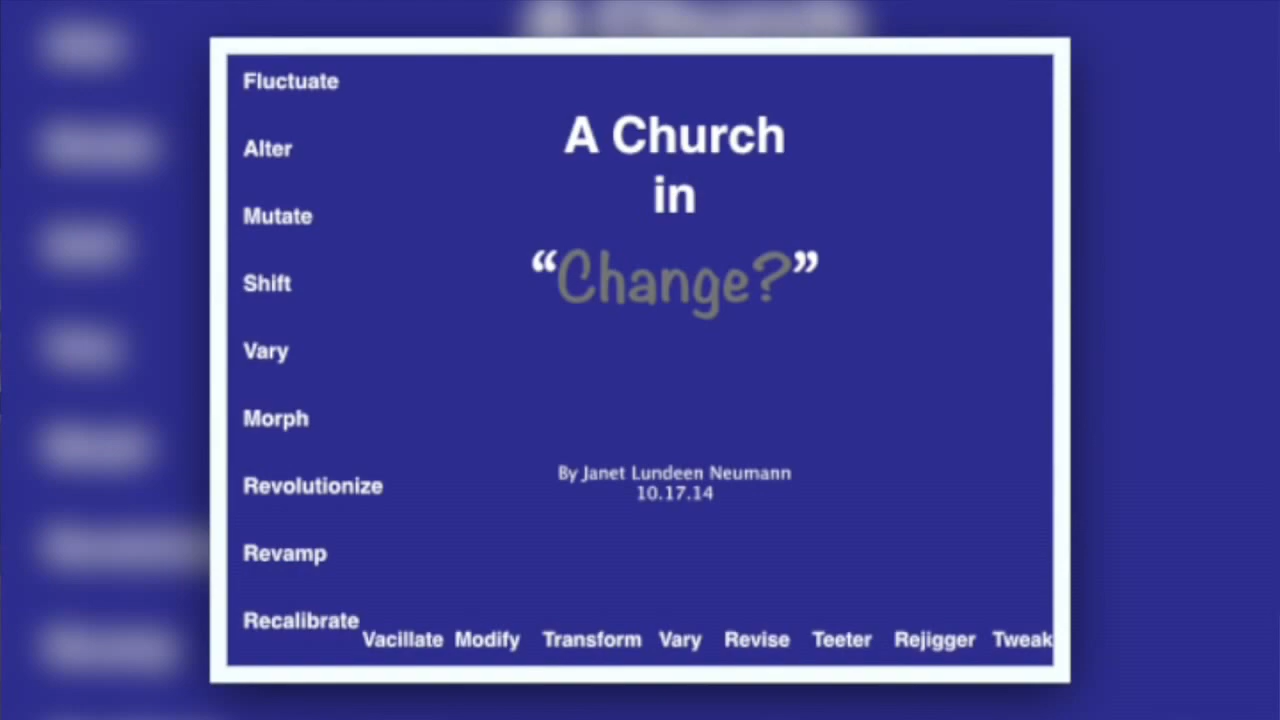 Fluctuate
Alter
Mutate
Shift
Vary
Morph
Revolutionize
Revamp
Recalibrate
A Church
in
“Change?”
By Janet Lundeen Neumann
10.17.14
Vacillate Modify Transform Vary Revise Teeter Rejigger Tweak